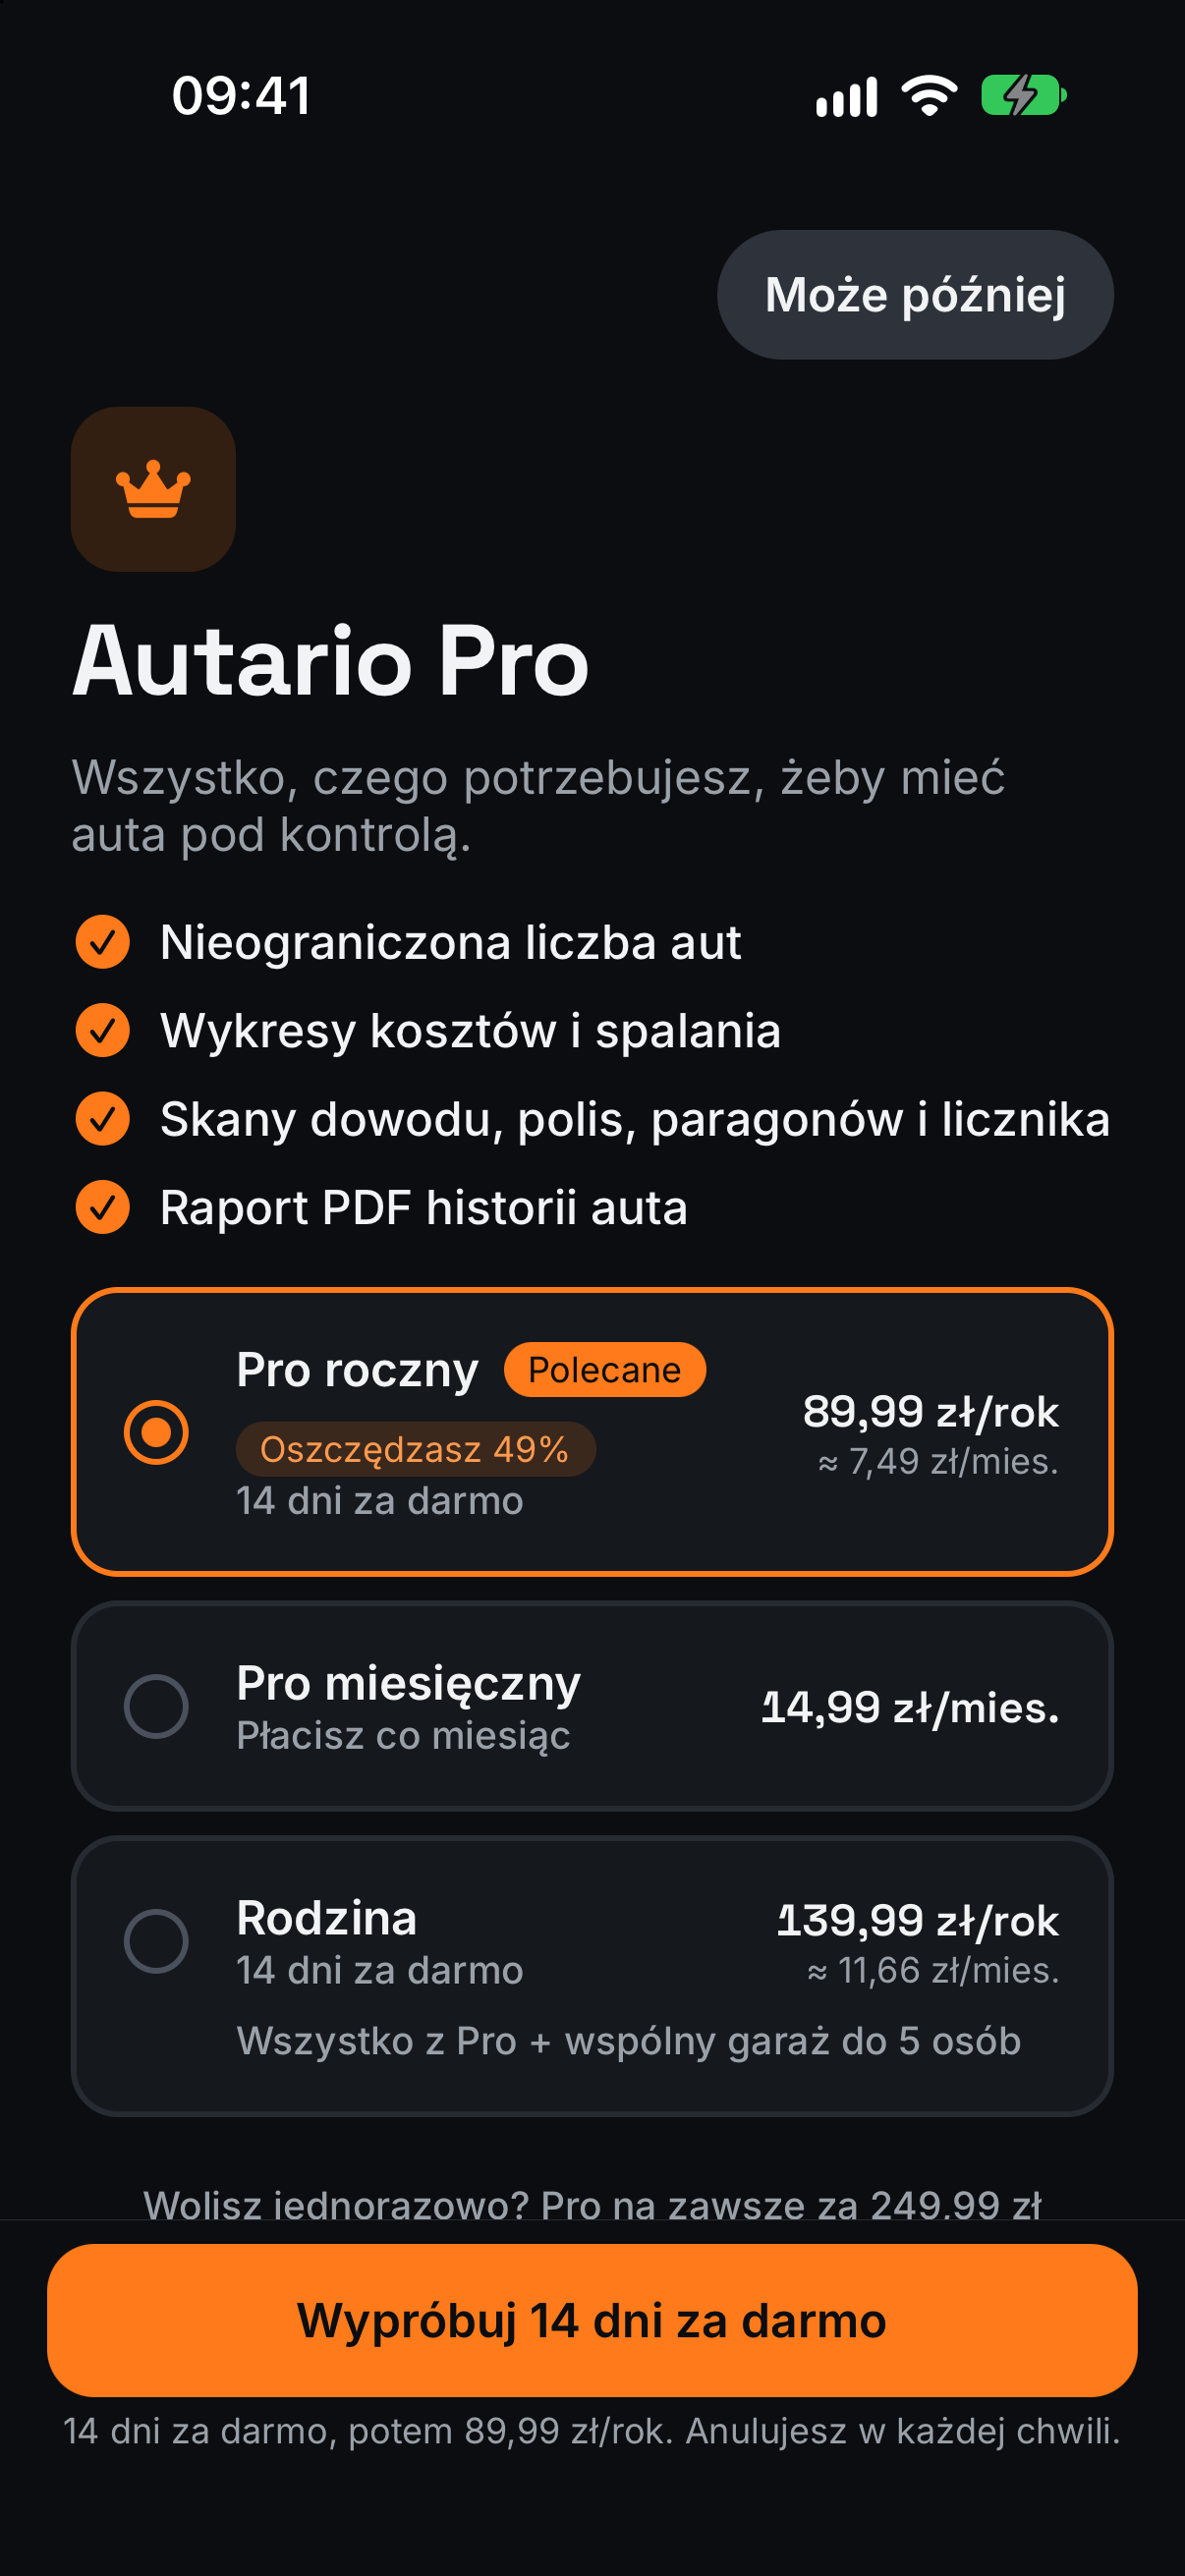 09:41
Może później
Autario Pro
Wszystko, czego potrzebujesz, żeby mieć
auta pod kontrolą.
Nieograniczona liczba aut
Wykresy kosztów i spalania
Skany dowodu, polis, paragonów i licznika
Raport PDF historii auta
Pro roczny Polecane
Oszczędzasz 49%
14 dni za darmo
89,99 zł/rok
≈ 7,49 zł/mies.
Pro miesięczny
Płacisz co miesiąc
14,99 zł/mies.
Rodzina
14 dni za darmo
139,99 zł/rok
≈ 11,66 zł/mies.
Wszystko z Pro + wspólny garaż do 5 osób
Wolisz jednorazowo? Pro na zawsze za 249,99 zł
Wypróbuj 14 dni za darmo
14 dni za darmo, potem 89,99 zł/rok. Anulujesz w każdej chwili.